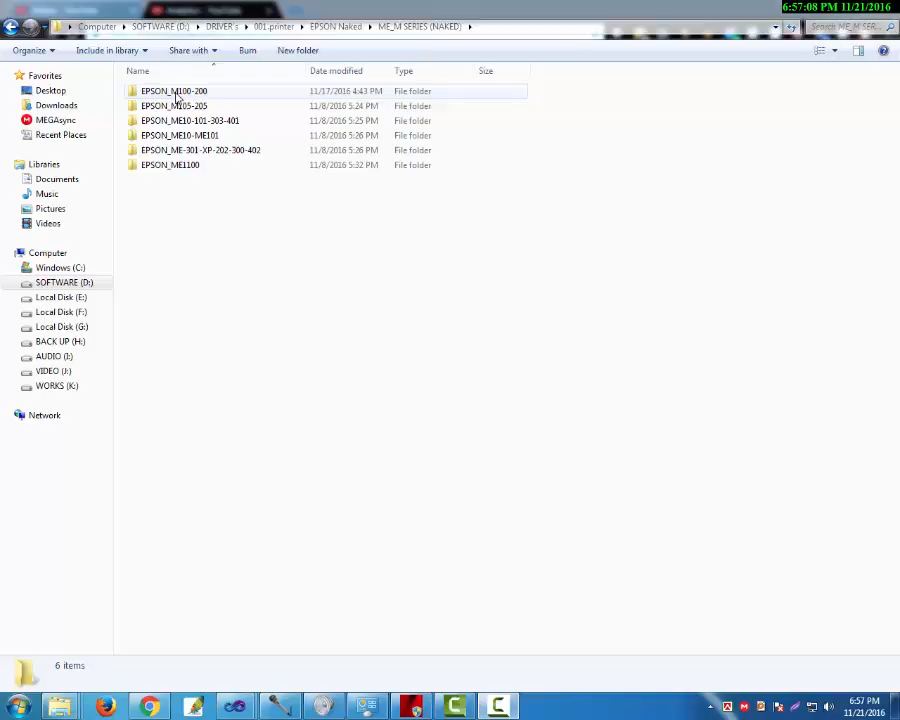 6:57:08 PM 11/21/2016
Computer SOFTWARE (D:) DRIVER's 001.printer EPSON Naked ME_M SERIES (NAKED) Search ME_M SER...
Organize Include in library Share with Burn New folder
Name Date modified Type Size
Favorites
Desktop
Downloads
MEGAsync
Recent Places
Libraries
Documents
Music
Pictures
Videos
Computer
Windows (C:)
SOFTWARE (D:)
Local Disk (E:)
Local Disk (F:)
Local Disk (G:)
BACK UP (H:)
AUDIO (I:)
VIDEO (J:)
WORKS (K:)
Network
EPSON_M100-200 11/17/2016 4:43 PM File folder
EPSON_M105-205 11/8/2016 5:24 PM File folder
EPSON_ME10-101-303-401 11/8/2016 5:25 PM File folder
EPSON_ME10-ME101 11/8/2016 5:26 PM File folder
EPSON_ME-301-XP-202-300-402 11/8/2016 5:26 PM File folder
EPSON_ME1100 11/8/2016 5:32 PM File folder
6 items
6:57 PM
11/21/2016